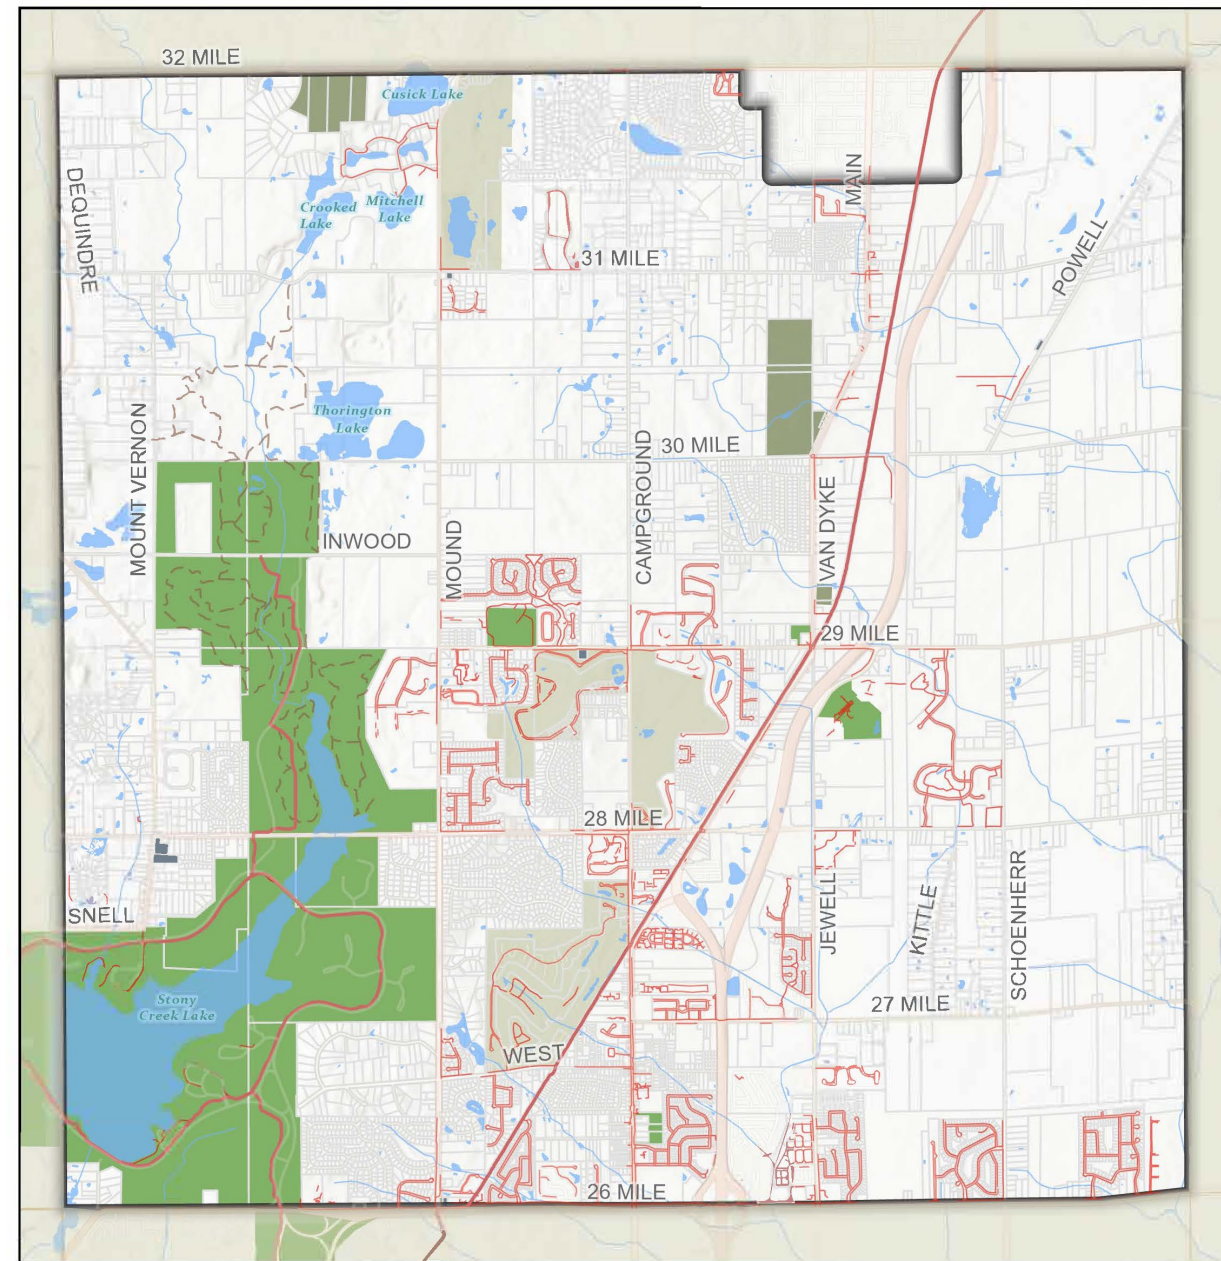 32 MILE
Cusick Lake
DEQUINDRE
MAIN
Crooked
Lake
Mitchell
Lake
31 MILE
POWELL
Thorington
Lake
MOUNT VERNON
30 MILE
CAMPGROUND
INWOOD
MOUND
VAN DYKE
29 MILE
28 MILE
SNELL
JEWELL
KITTLE
SCHOENHERR
Stony
Creek Lake
27 MILE
WEST
26 MILE